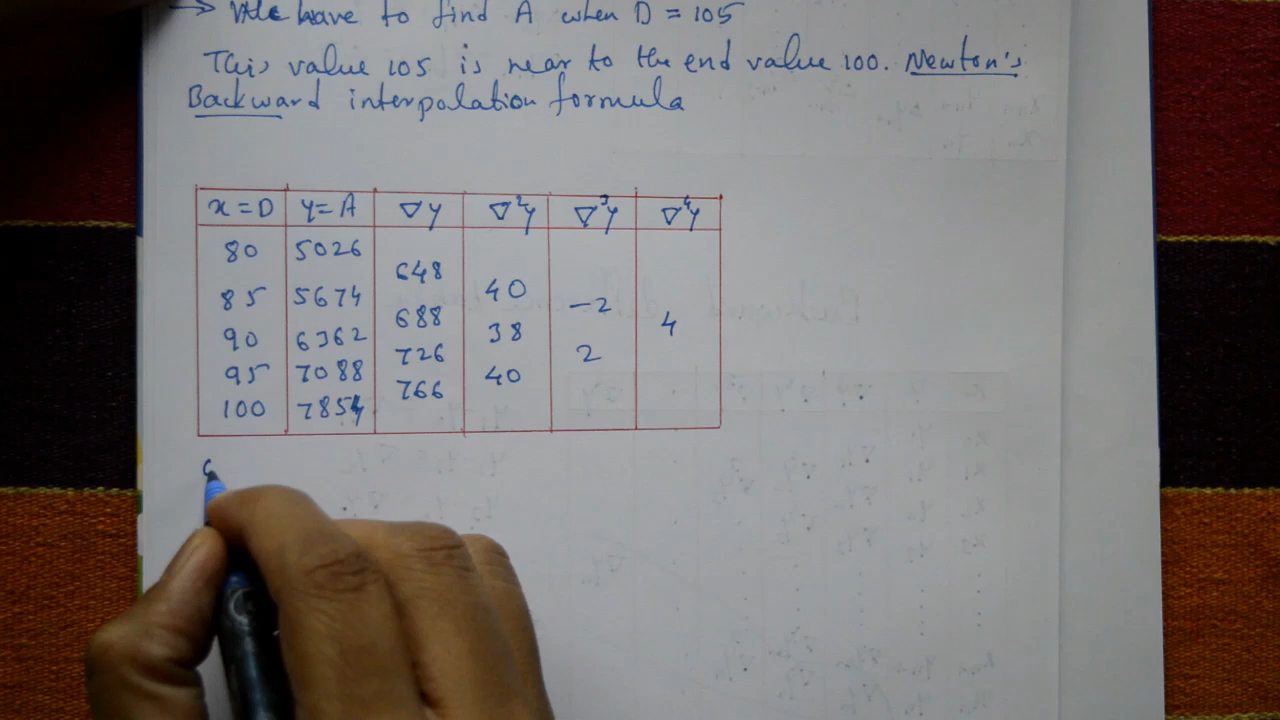 → We have to find A when D = 105
This value 105 is near to the end value 100. Newton's
Backward interpolation formula
x = D y = A ∇y ∇²y ∇³y ∇⁴y
80 5026
648
85 5674 40
688 -2
90 6362 38 4
726 2
95 7088 40
766
100 7854